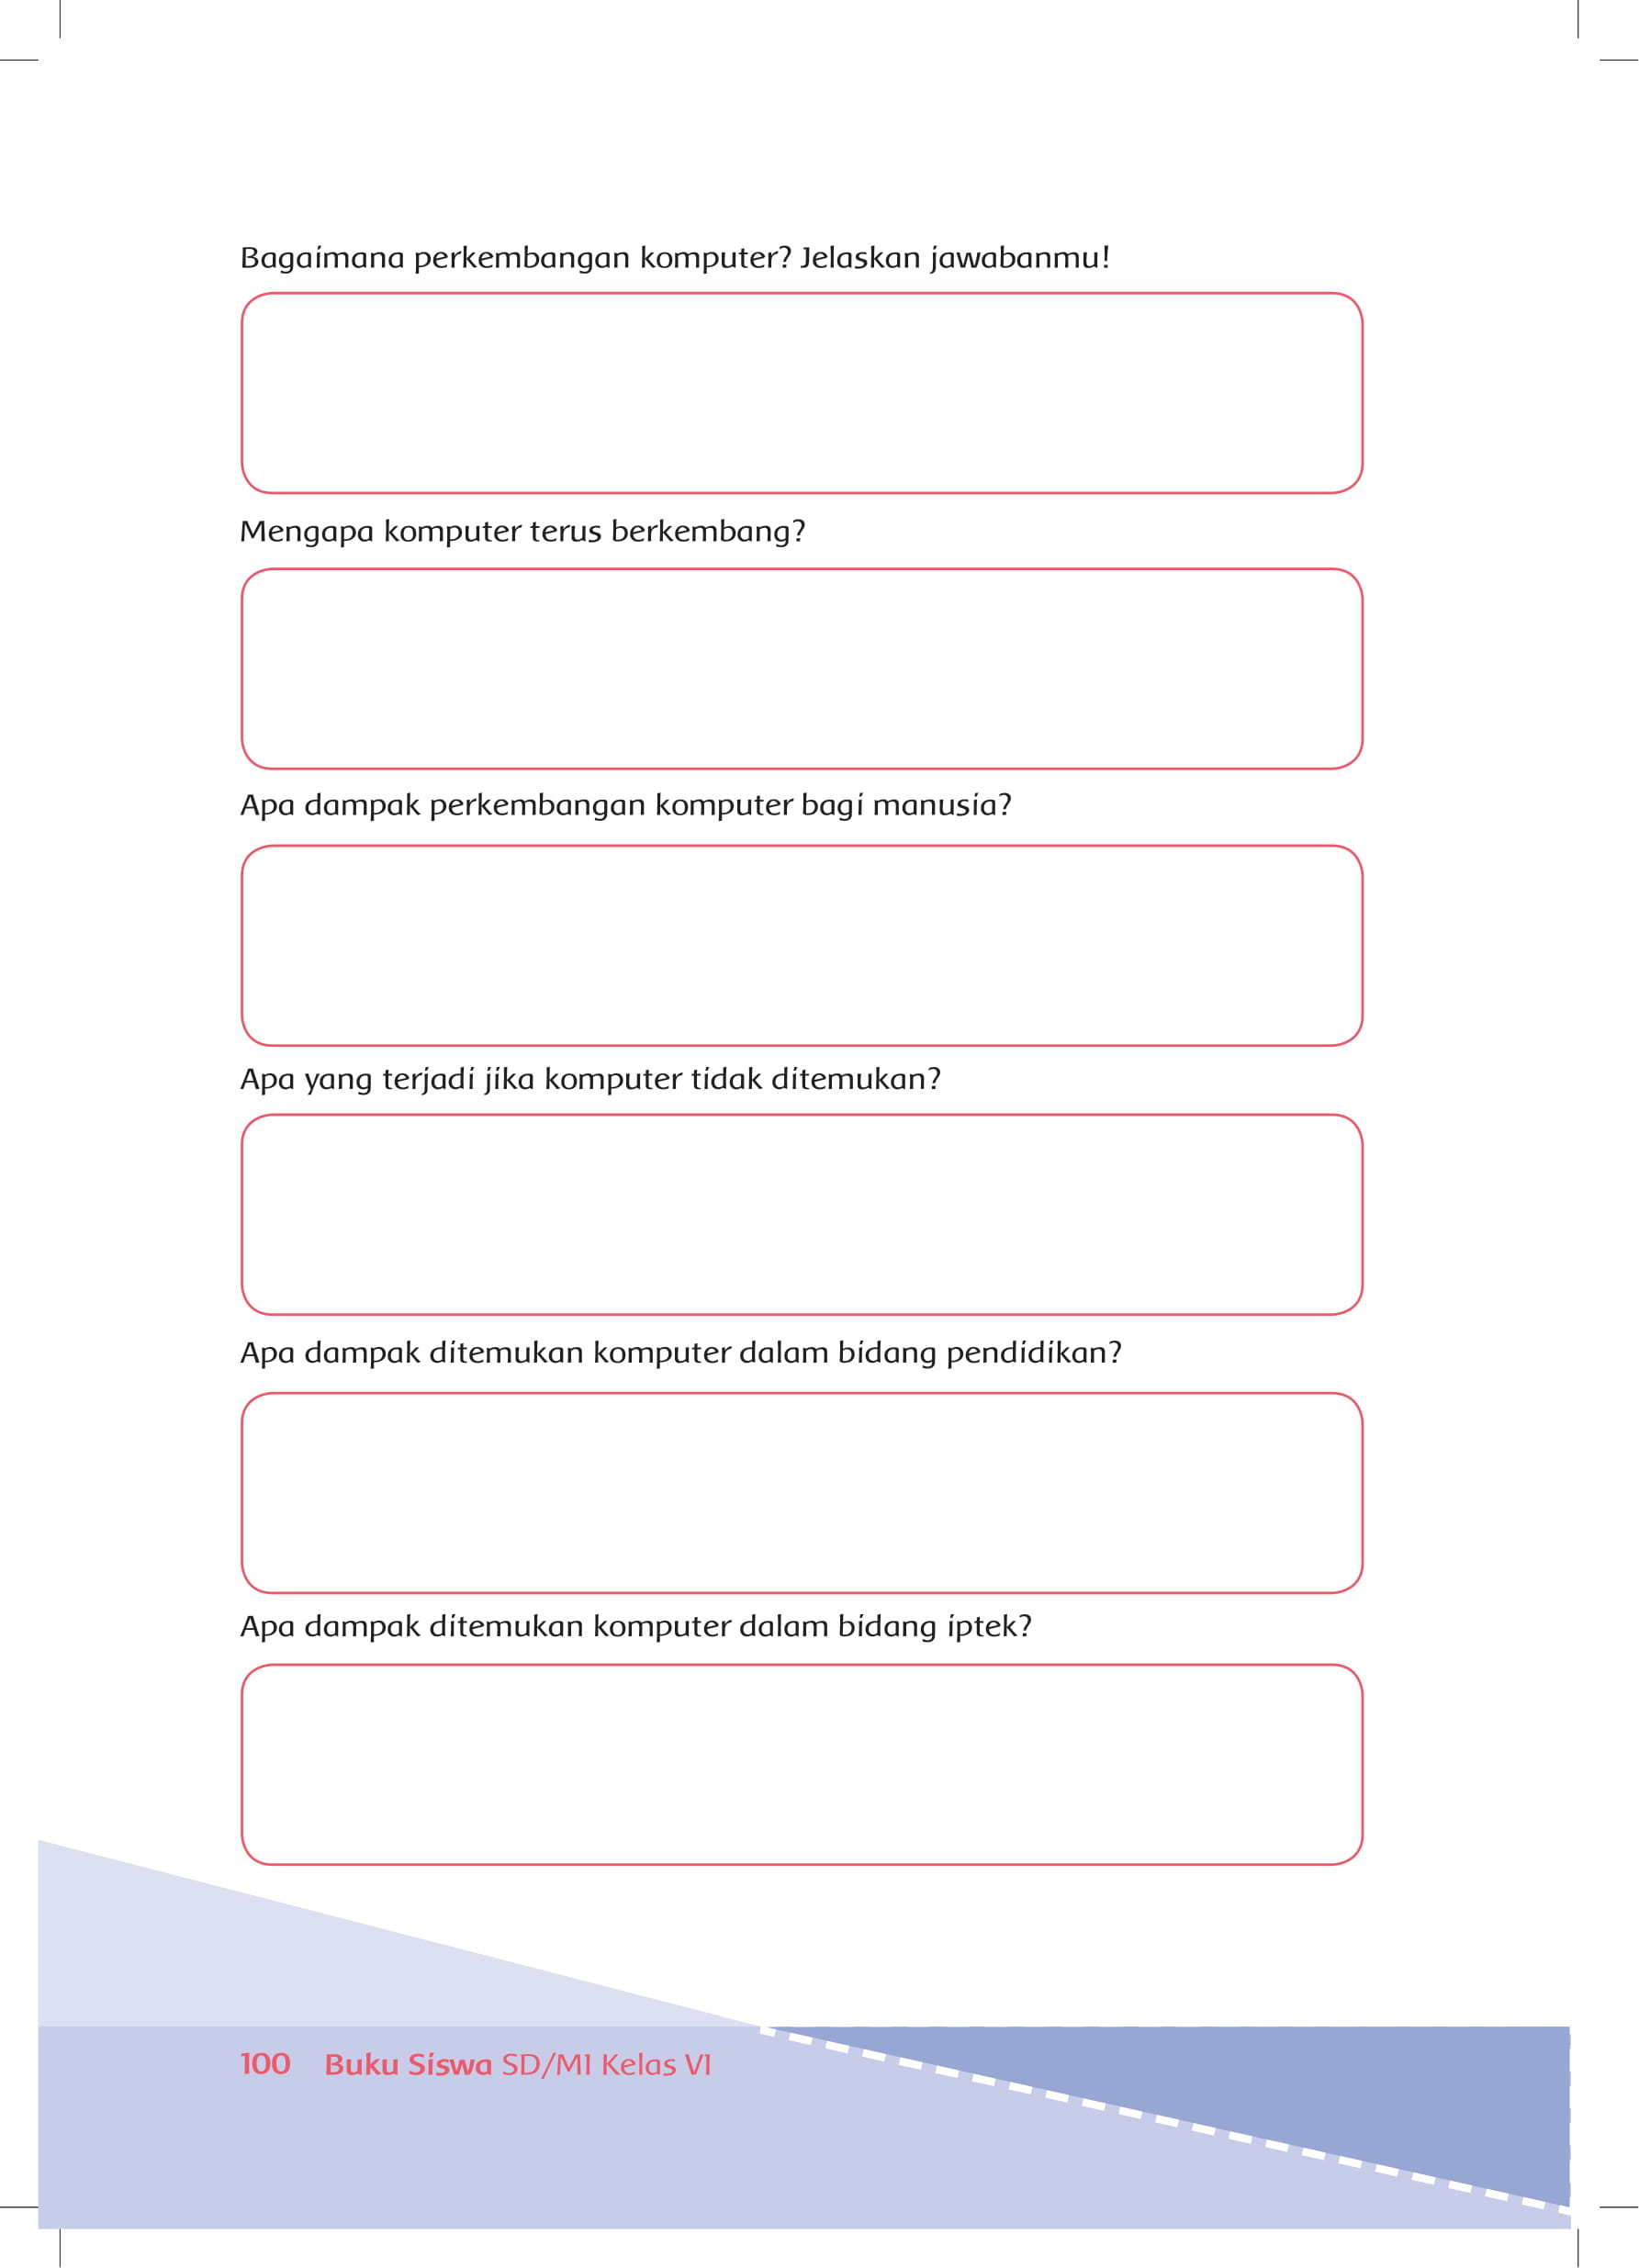 Bagaimana perkembangan komputer? Jelaskan jawabanmu!
Mengapa komputer terus berkembang?
Apa dampak perkembangan komputer bagi manusia?
Apa yang terjadi jika komputer tidak ditemukan?
Apa dampak ditemukan komputer dalam bidang pendidikan?
Apa dampak ditemukan komputer dalam bidang iptek?
100 Buku Siswa SD/MI Kelas VI